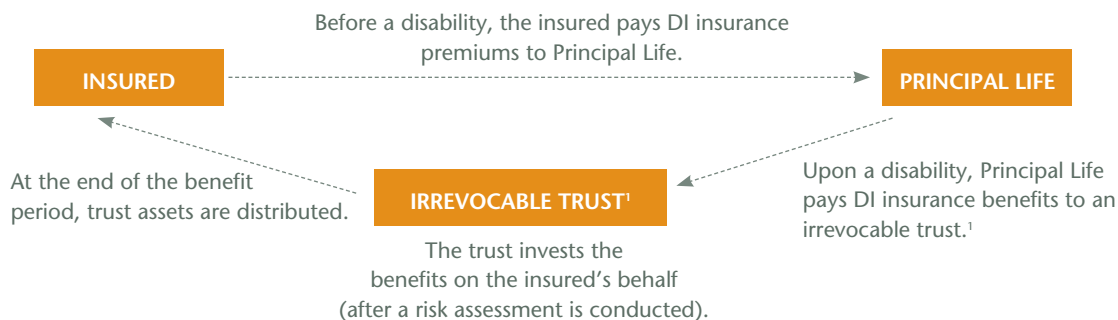 Before a disability, the insured pays DI insurance
premiums to Principal Life.
INSURED
PRINCIPAL LIFE
At the end of the benefit
period, trust assets are distributed.
IRREVOCABLE TRUST¹
The trust invests the
benefits on the insured’s behalf
(after a risk assessment is conducted).
Upon a disability, Principal Life
pays DI insurance benefits to an
irrevocable trust.¹